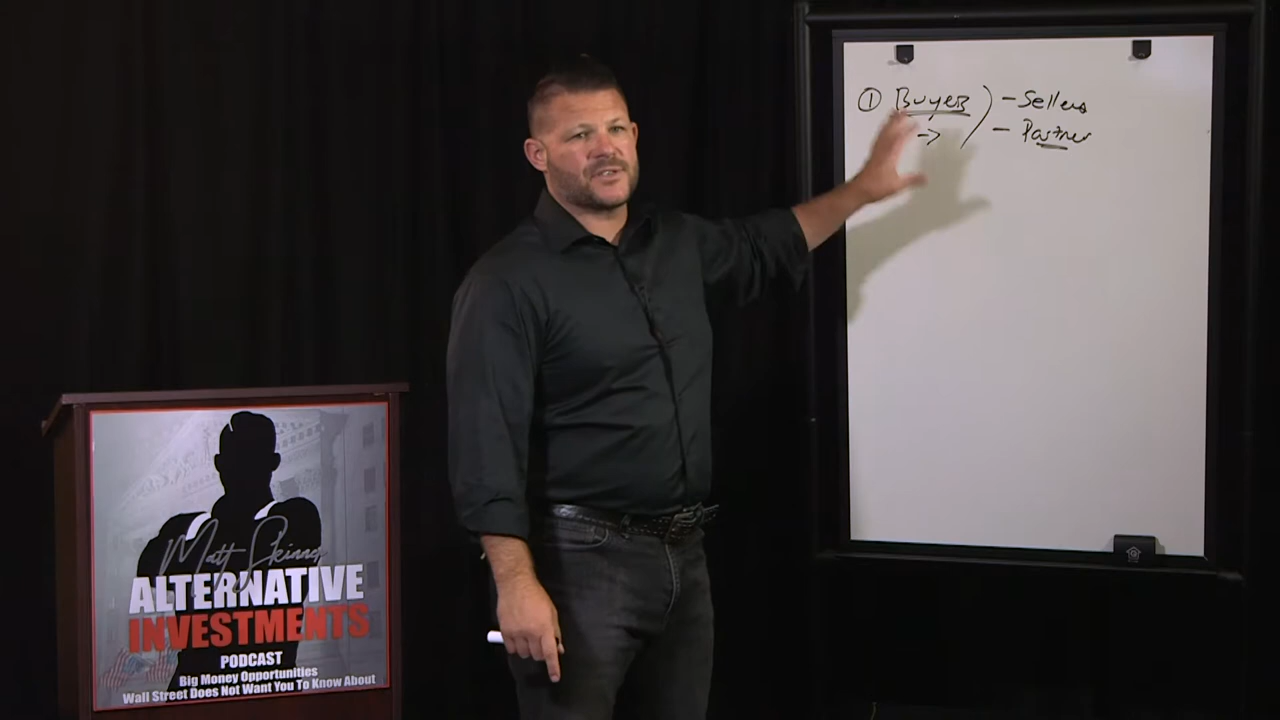 ① Buyers ) - Sellers
→ - Partner
Matt Skinner
ALTERNATIVE
INVESTMENTS
PODCAST
Big Money Opportunities
Wall Street Does Not Want You To Know About